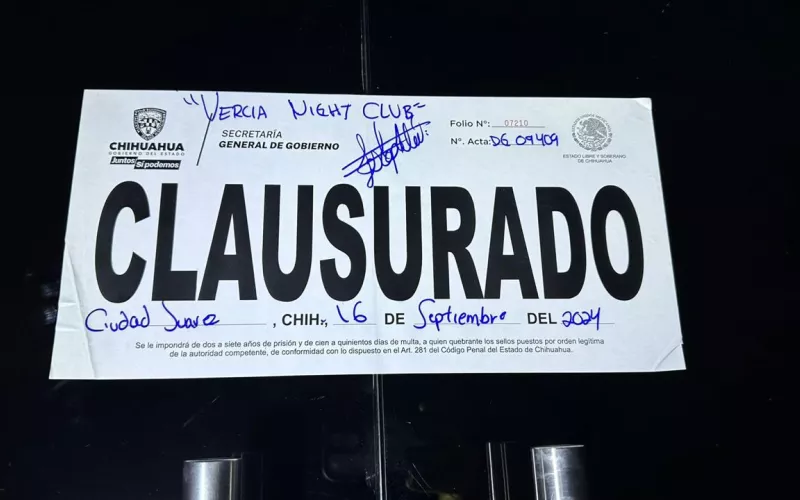 "VERCIA NIGHT CLUB"
CHIHUAHUA
GOBIERNO DEL ESTADO
Juntos Sí podemos
SECRETARÍA
GENERAL DE GOBIERNO
Folio N°: 07210
N°. Acta: DG 09409
ESTADO LIBRE Y SOBERANO
DE CHIHUAHUA
CLAUSURADO
Ciudad Juarez, CHIH., 16 DE Septiembre DEL 2024
Se le impondrá de dos a siete años de prisión y de cien a quinientos días de multa, a quien quebrante los sellos puestos por orden legítima
de la autoridad competente, de conformidad con lo dispuesto en el Art. 281 del Código Penal del Estado de Chihuahua.